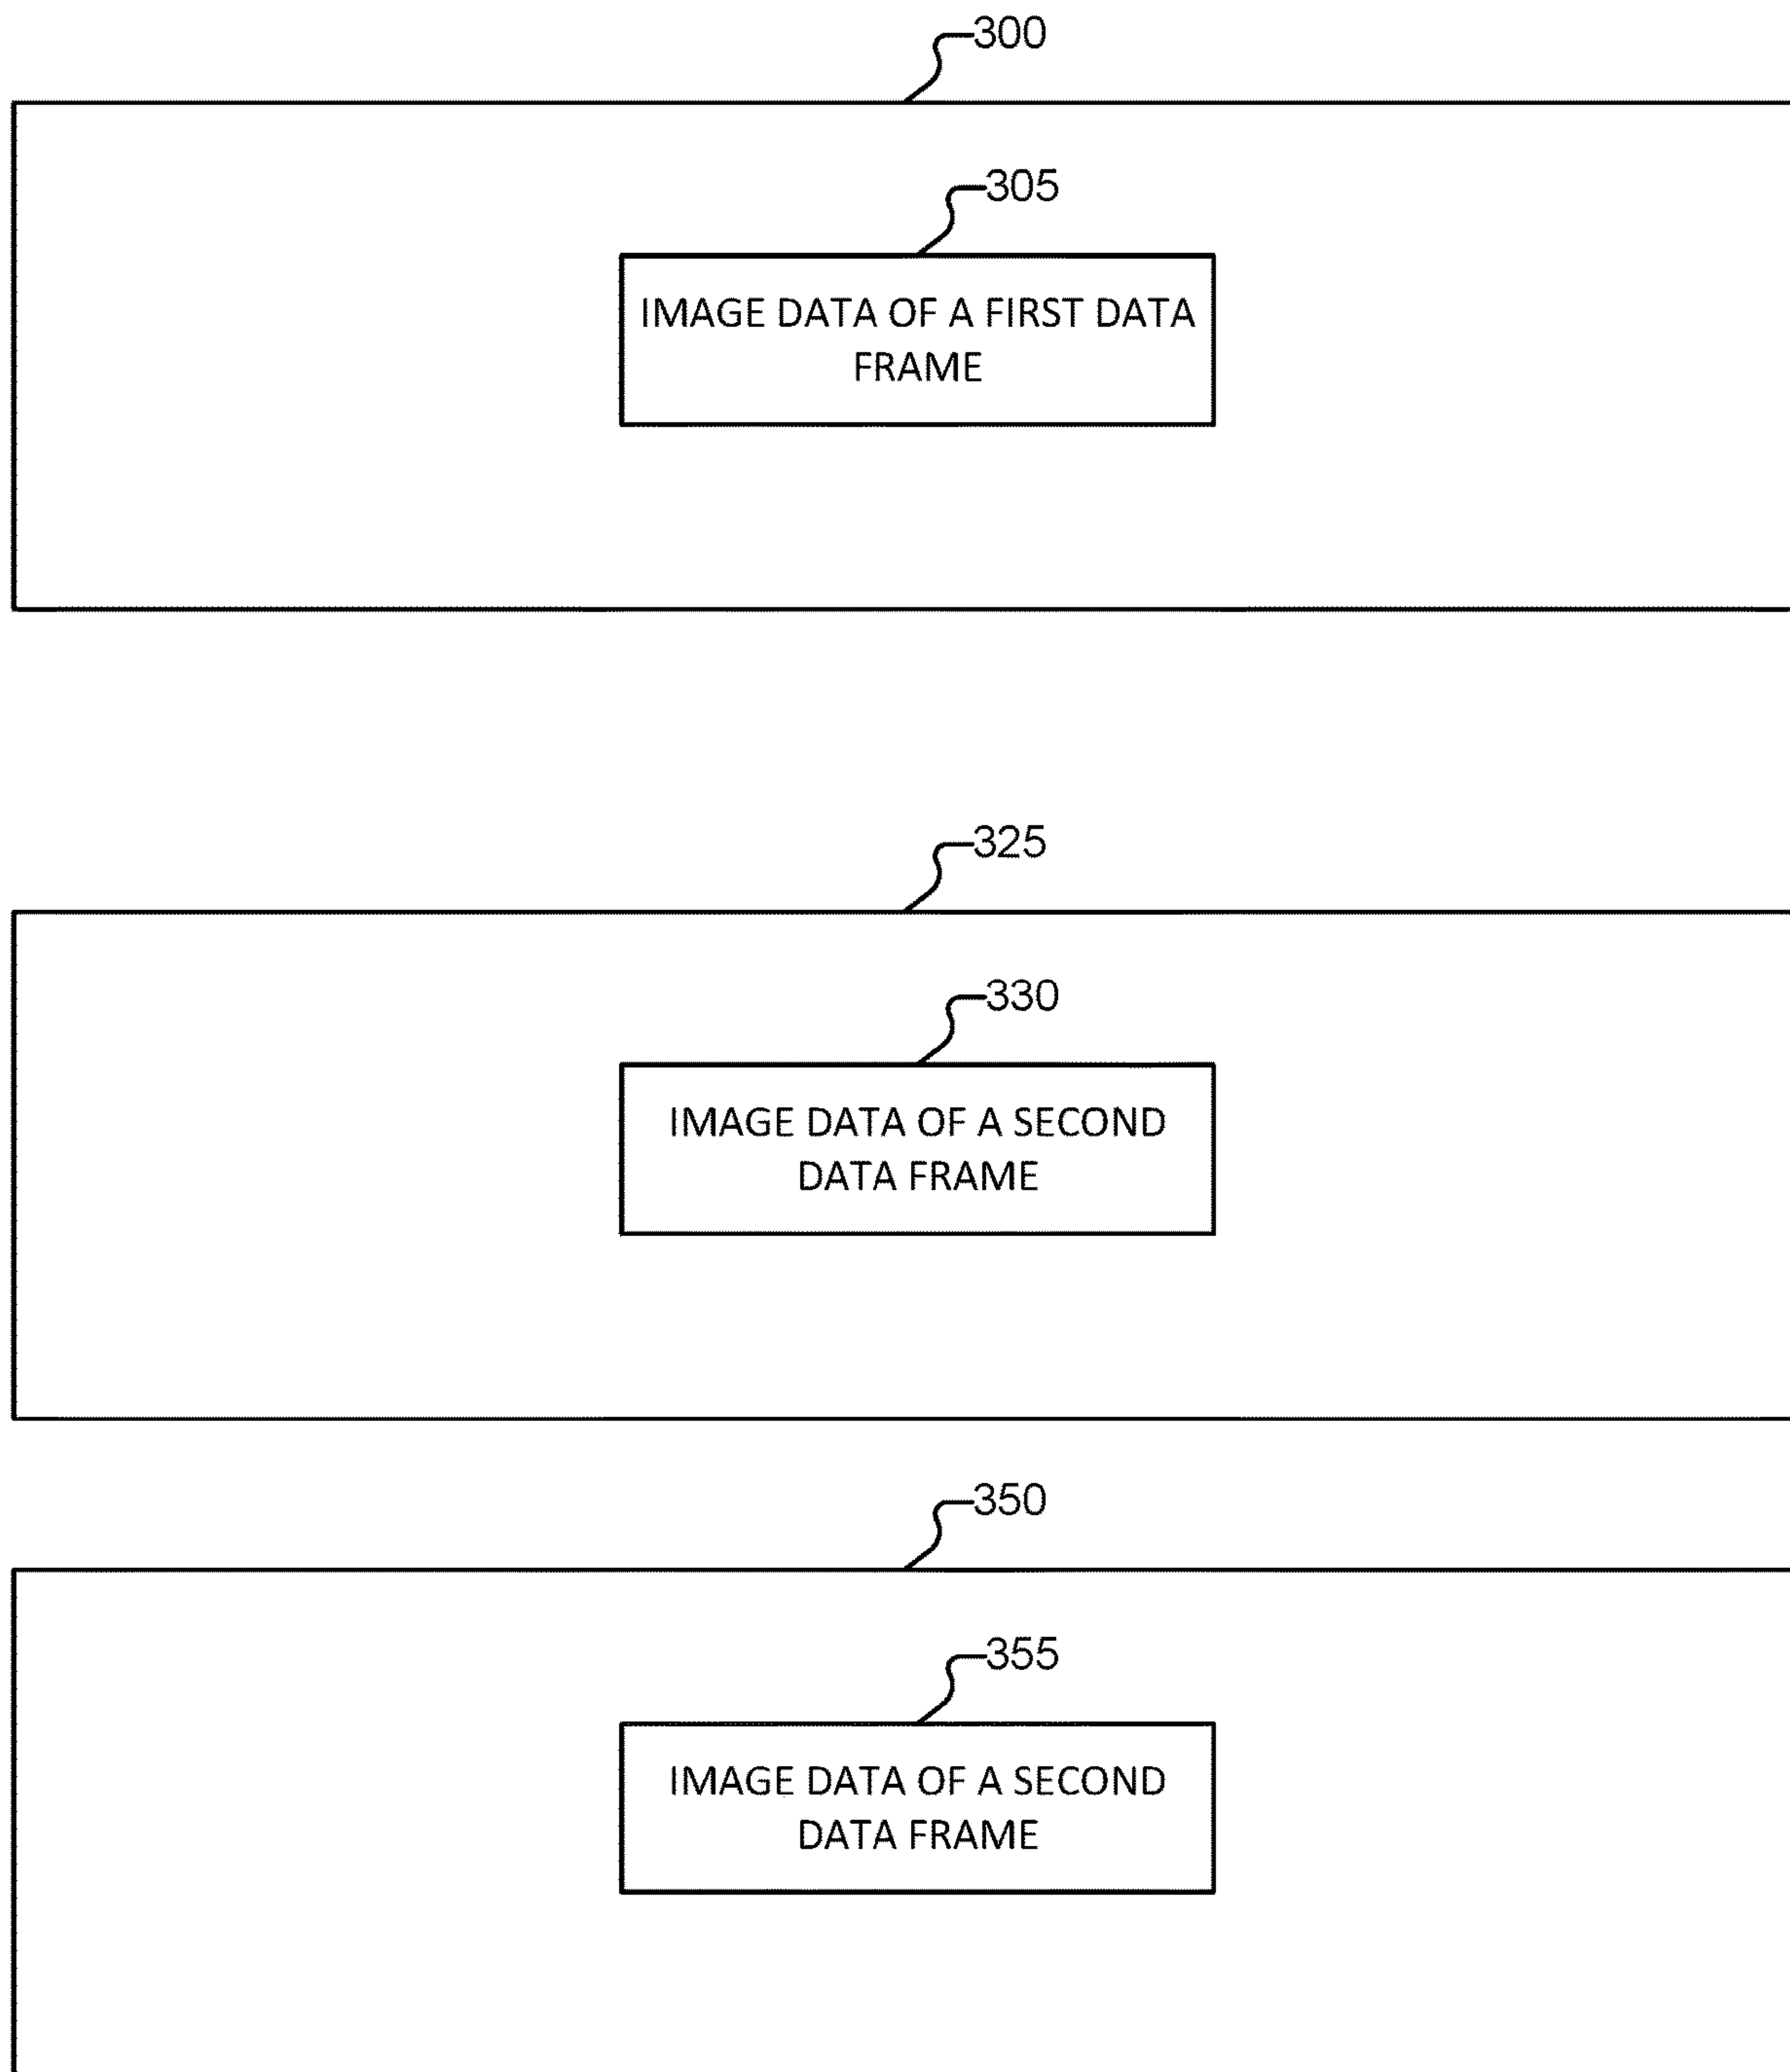 300
305
IMAGE DATA OF A FIRST DATA
FRAME
325
330
IMAGE DATA OF A SECOND
DATA FRAME
350
355
IMAGE DATA OF A SECOND
DATA FRAME